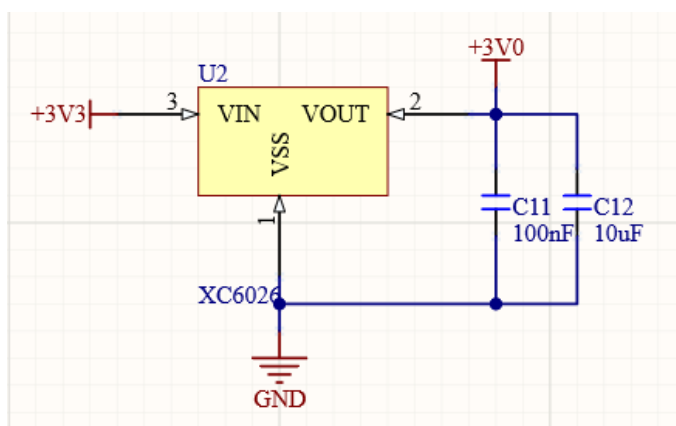 +3V0
U2
+3V3
3
VIN
VOUT
2
VSS
1
C11
100nF
C12
10uF
XC6026
GND